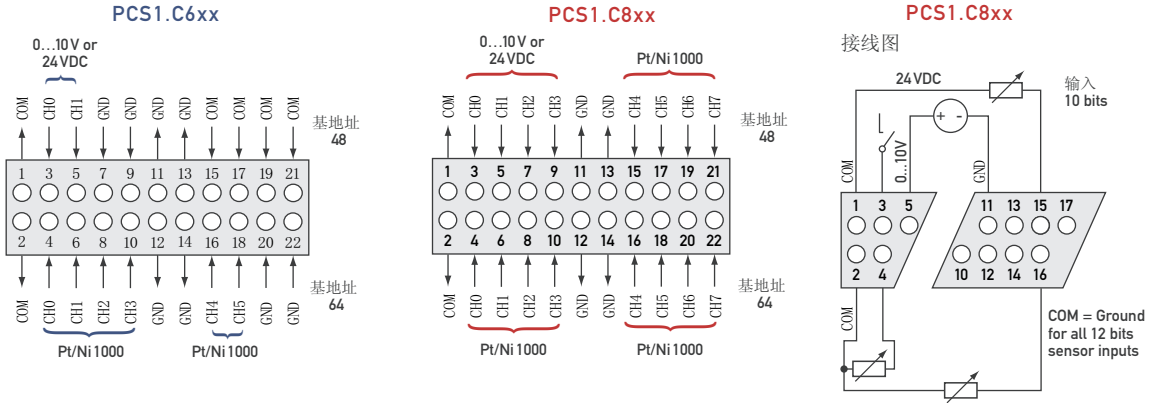 PCS1.C6xx
0...10 V or
24 VDC
COM CH0 CH1 GND GND GND GND COM COM COM COM
基地址
48
1 3 5 7 9 11 13 15 17 19 21
2 4 6 8 10 12 14 16 18 20 22
COM CH0 CH1 CH2 CH3 GND GND CH4 CH5 GND GND
基地址
64
Pt/Ni 1000
Pt/Ni 1000
PCS1.C8xx
0...10 V or
24 VDC
Pt/Ni 1000
COM CH0 CH1 CH2 CH3 GND GND CH4 CH5 CH6 CH7
基地址
48
1 3 5 7 9 11 13 15 17 19 21
2 4 6 8 10 12 14 16 18 20 22
COM CH0 CH1 CH2 CH3 GND GND CH4 CH5 CH6 CH7
基地址
64
Pt/Ni 1000
Pt/Ni 1000
PCS1.C8xx
接线图
24 VDC
输入
10 bits
+ -
COM
0...10V
GND
1 3 5
2 4
11 13 15 17
10 12 14 16
COM
COM = Ground
for all 12 bits
sensor inputs